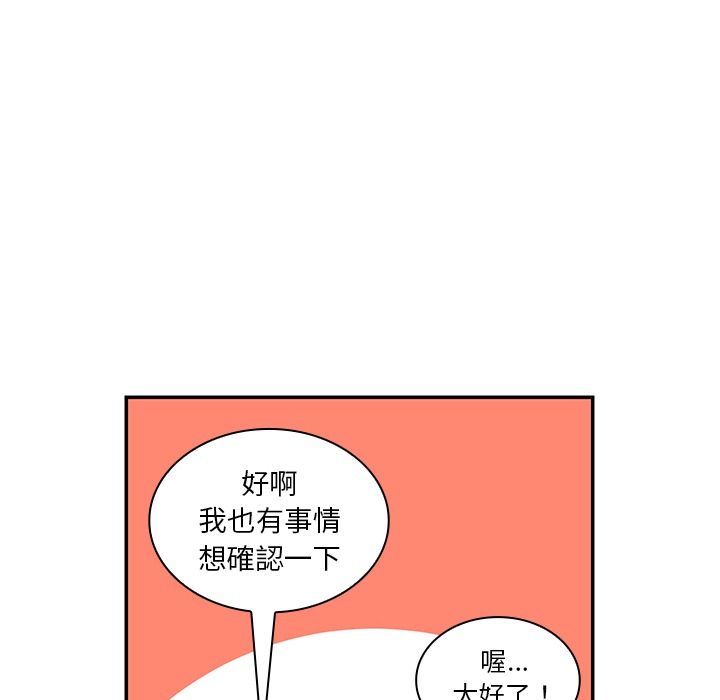 好啊
我也有事情
想確認一下
喔…
太好了！